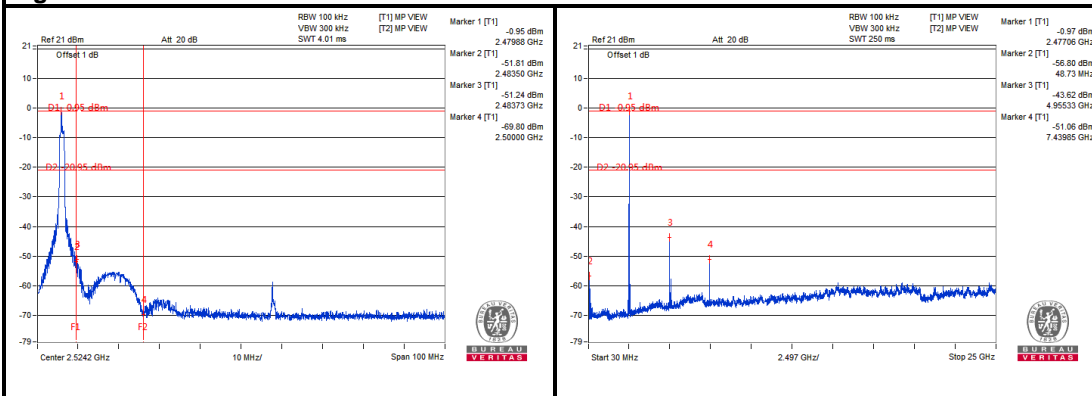 RBW 100 kHz [T1] MP VIEW
VBW 300 kHz [T2] MP VIEW
Ref 21 dBm Att 20 dB SWT 4.01 ms
Offset 1 dB
Marker 1 [T1]
-0.95 dBm
2.47988 GHz
Marker 2 [T1]
-51.81 dBm
2.48350 GHz
Marker 3 [T1]
-51.24 dBm
2.48373 GHz
Marker 4 [T1]
-69.80 dBm
2.50000 GHz
21
10
0
-10
-20
-30
-40
-50
-60
-70
-79
1
D1 -0.95 dBm
D2 -20.95 dBm
4
F1
F2
Center 2.5242 GHz 10 MHz/ Span 100 MHz
BUREAU
VERITAS
RBW 100 kHz [T1] MP VIEW
VBW 300 kHz [T2] MP VIEW
Ref 21 dBm Att 20 dB SWT 250 ms
Offset 1 dB
Marker 1 [T1]
-0.97 dBm
2.47706 GHz
Marker 2 [T1]
-56.80 dBm
48.73 MHz
Marker 3 [T1]
-43.62 dBm
4.95533 GHz
Marker 4 [T1]
-51.06 dBm
7.43985 GHz
21
10
0
-10
-20
-30
-40
-50
-60
-70
-79
1
D1 -0.95 dBm
D2 -20.95 dBm
2
3
4
Start 30 MHz 2.497 GHz/ Stop 25 GHz
BUREAU
VERITAS